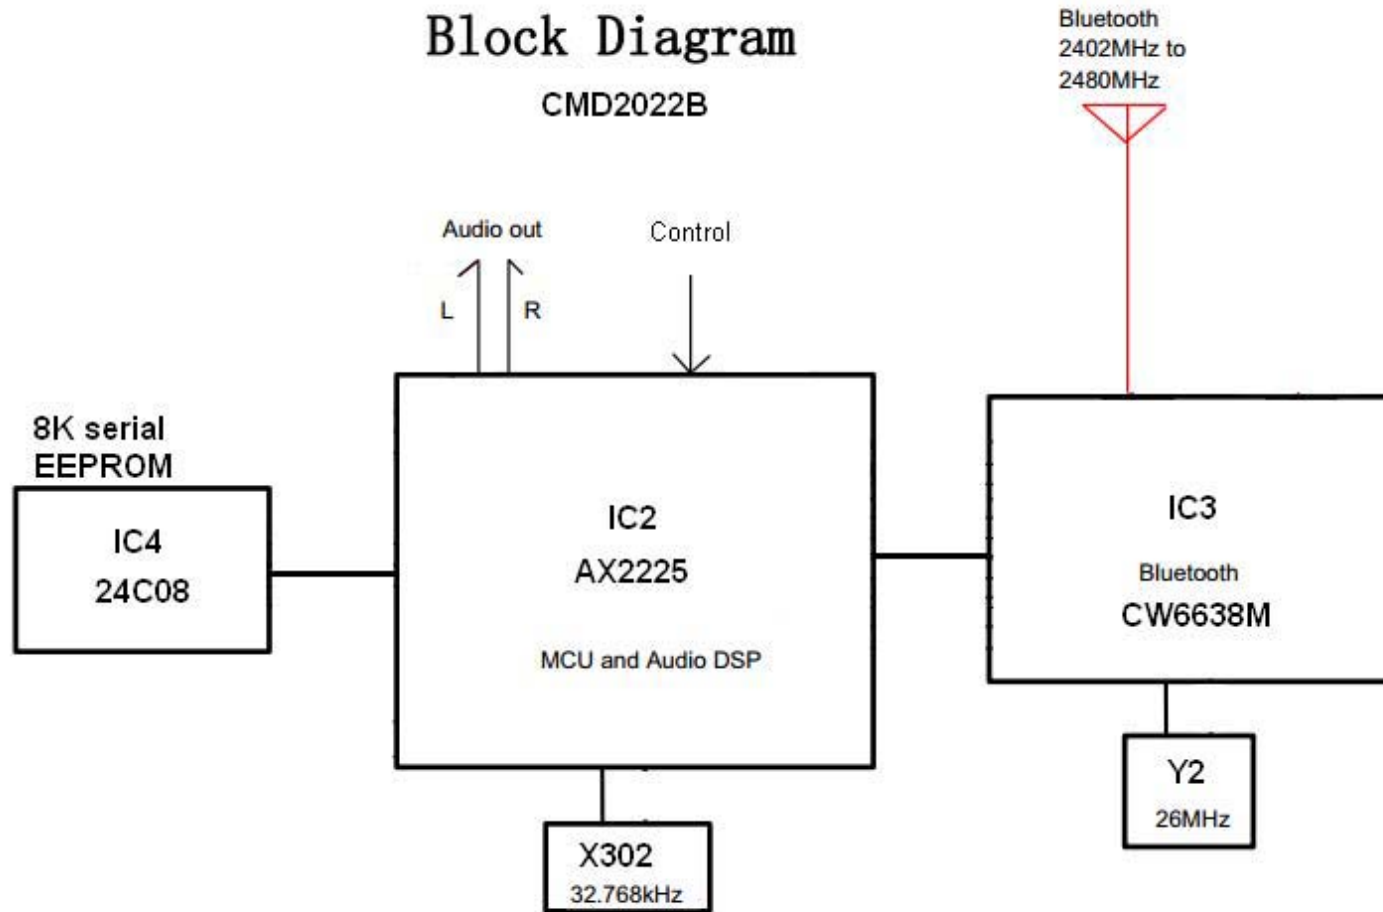 Block Diagram
CMD2022B
Bluetooth
2402MHz to
2480MHz
Audio out
Control
L
R
8K serial
EEPROM
IC4
24C08
IC2
AX2225
MCU and Audio DSP
IC3
Bluetooth
CW6638M
X302
32.768kHz
Y2
26MHz